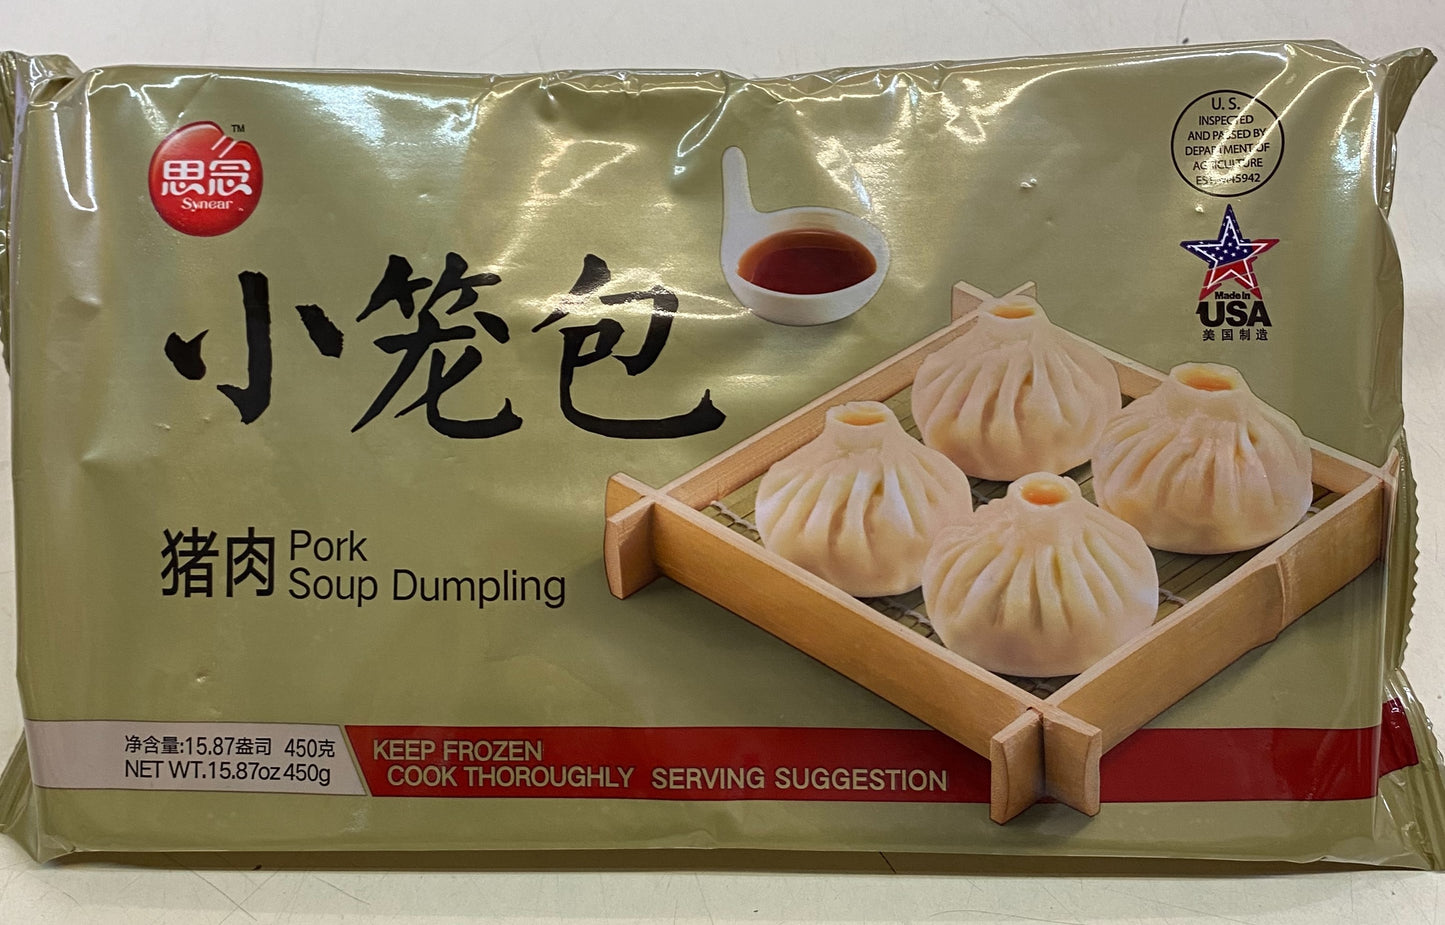 思念
TM
Synear
小笼包
猪肉
Pork
Soup Dumpling
U. S.
INSPECTED
AND PASSED BY
DEPARTMENT OF
AGRICULTURE
EST.
Made in
USA
美国制造
净含量:15.87盎司 450克
NET WT.15.87oz 450g
KEEP FROZEN
COOK THOROUGHLY SERVING SUGGESTION